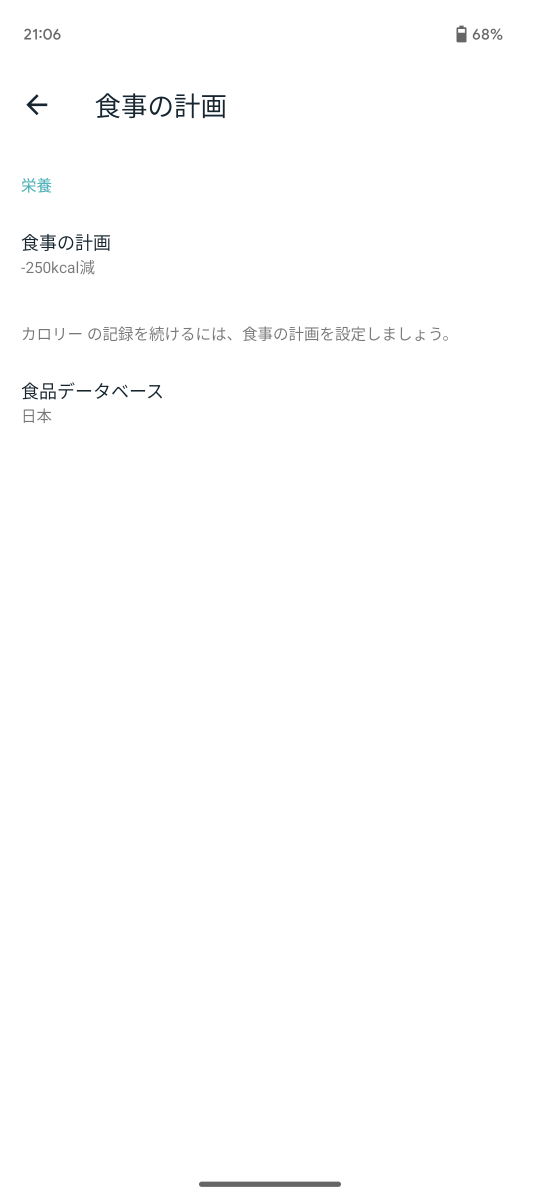 21:06
68%
食事の計画
栄養
食事の計画
-250kcal減
カロリー の記録を続けるには、食事の計画を設定しましょう。
食品データベース
日本